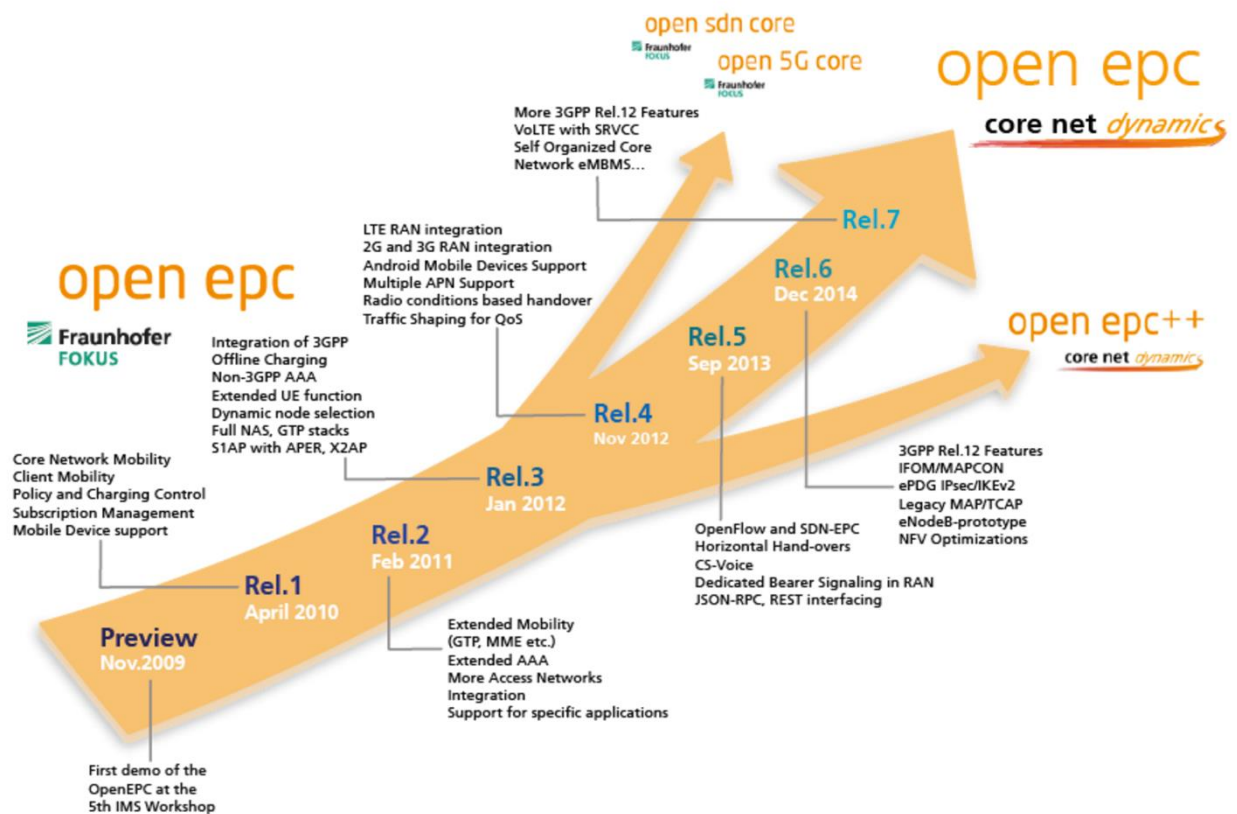 open sdn core
Fraunhofer
FOKUS
open 5G core
Fraunhofer
FOKUS
open epc
core net dynamics
More 3GPP Rel.12 Features
VoLTE with SRVCC
Self Organized Core
Network eMBMS...
Rel.7
LTE RAN integration
2G and 3G RAN integration
Android Mobile Devices Support
Multiple APN Support
Radio conditions based handover
Traffic Shaping for QoS
Rel.6
Dec 2014
open epc
Fraunhofer
FOKUS
open epc++
core net dynamics
Integration of 3GPP
Offline Charging
Non-3GPP AAA
Extended UE function
Dynamic node selection
Full NAS, GTP stacks
S1AP with APER, X2AP
Rel.5
Sep 2013
Rel.4
Nov 2012
Core Network Mobility
Client Mobility
Policy and Charging Control
Subscription Management
Mobile Device support
Rel.3
Jan 2012
3GPP Rel.12 Features
IFOM/MAPCON
ePDG IPsec/IKEv2
Legacy MAP/TCAP
eNodeB-prototype
NFV Optimizations
Rel.2
Feb 2011
OpenFlow and SDN-EPC
Horizontal Hand-overs
CS-Voice
Dedicated Bearer Signaling in RAN
JSON-RPC, REST interfacing
Rel.1
April 2010
Preview
Nov.2009
Extended Mobility
(GTP, MME etc.)
Extended AAA
More Access Networks
Integration
Support for specific applications
First demo of the
OpenEPC at the
5th IMS Workshop